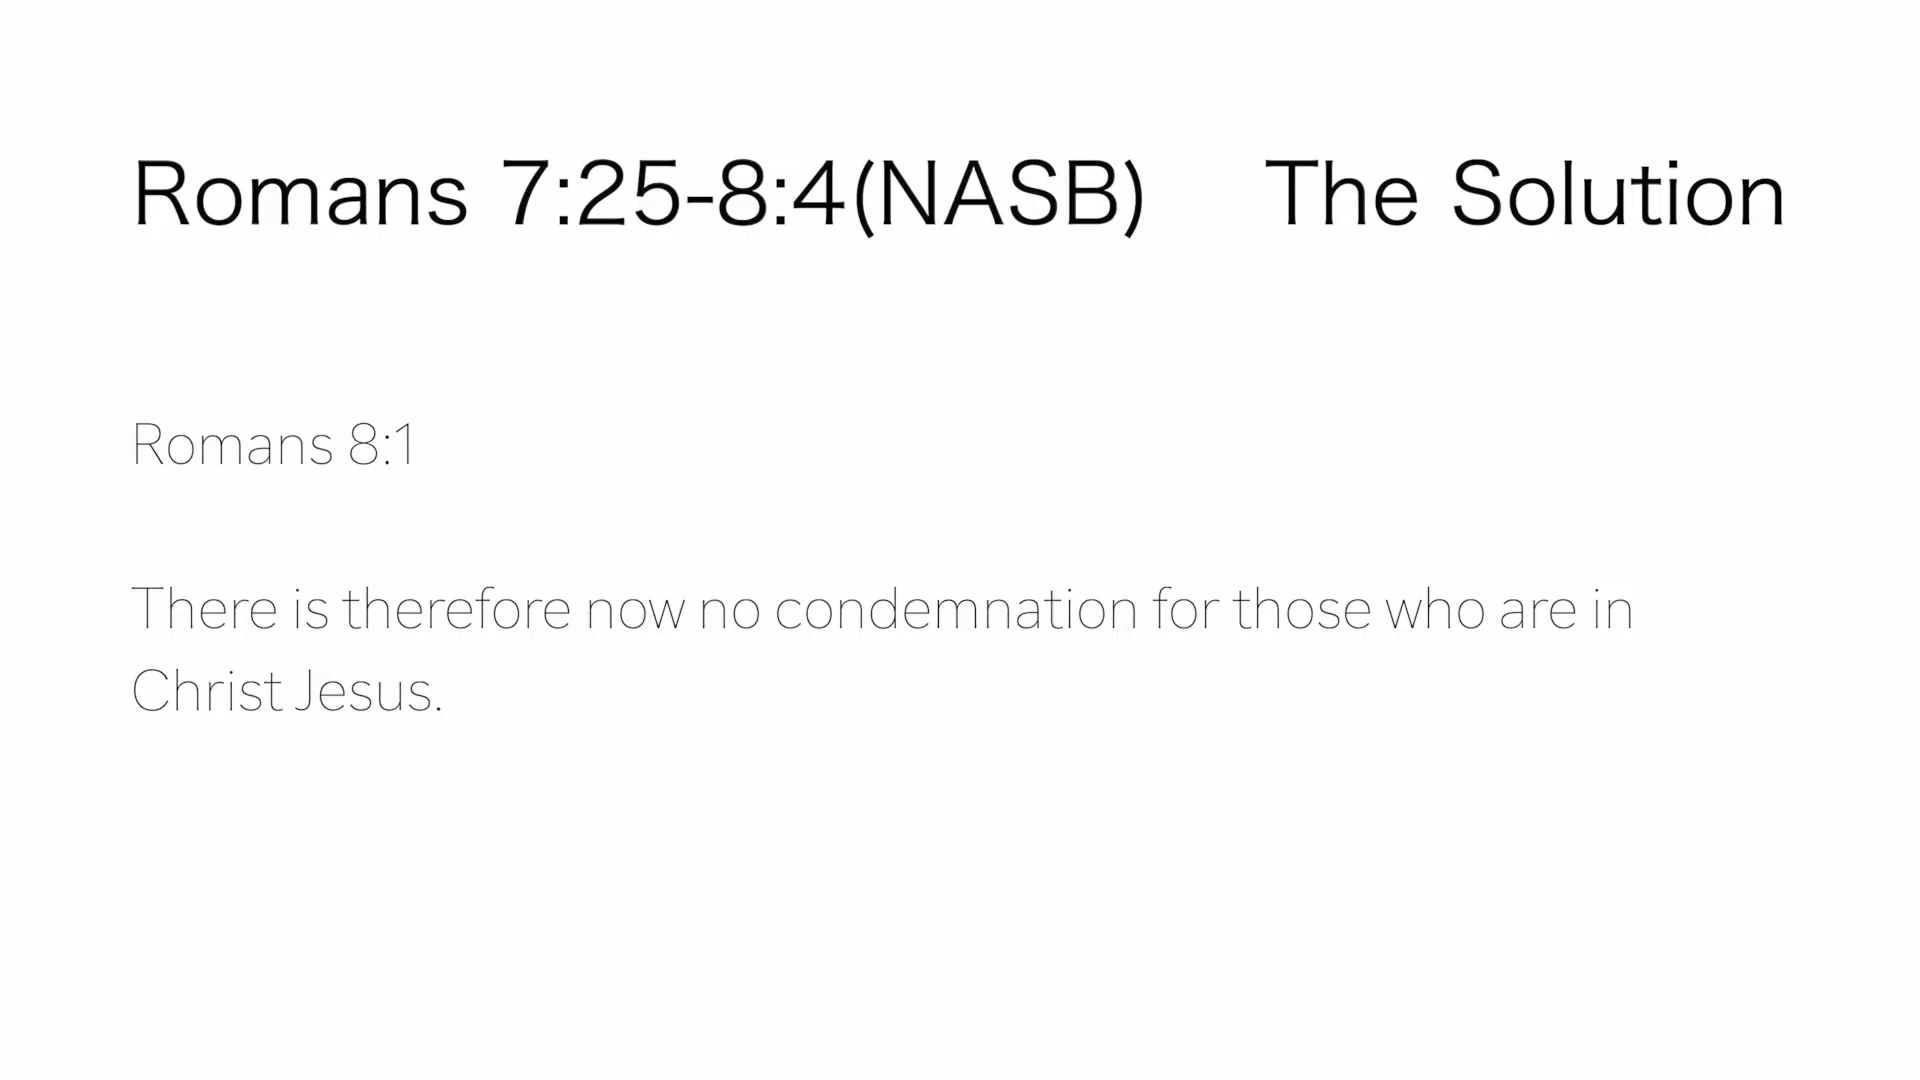 Romans 7:25-8:4(NASB) The Solution
Romans 8:1
There is therefore now no condemnation for those who are in
Christ Jesus.